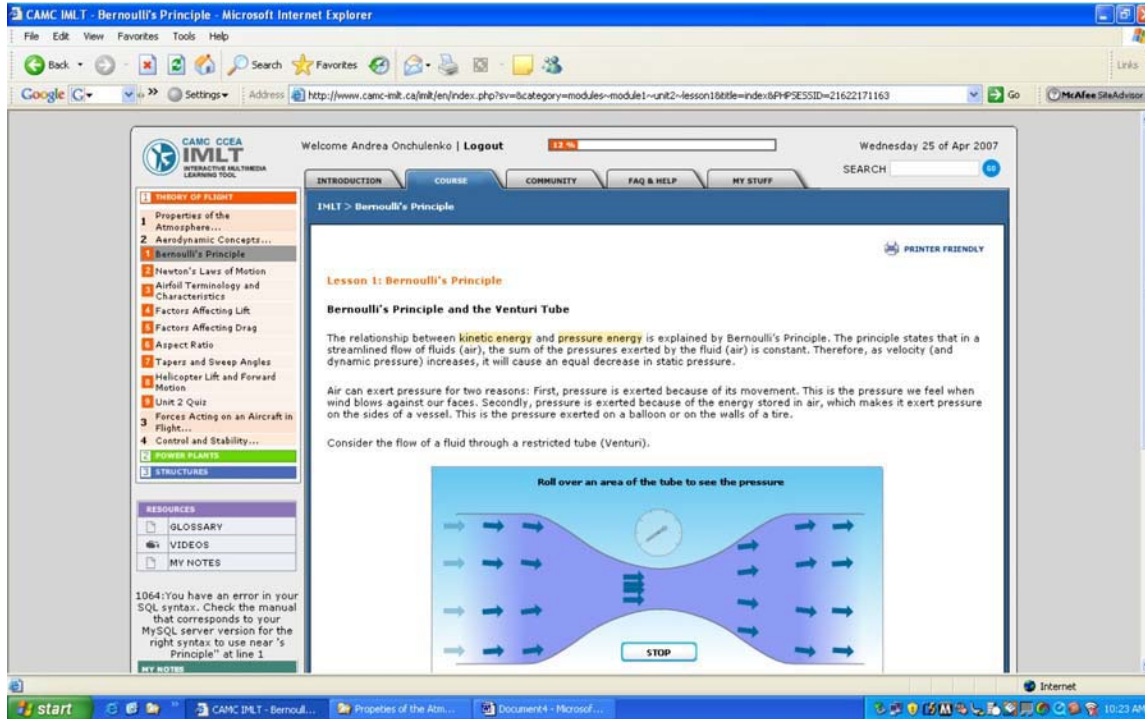 CAMC IMLT - Bernoulli's Principle - Microsoft Internet Explorer
File Edit View Favorites Tools Help
Links
Back Search Favorites
Google G Settings Address http://www.camc-imlt.ca/imlt/en/index.php?sv=&category=modules~module1~unit2~lesson1&title=index&PHPSESSID=21622171163 Go McAfee SiteAdvisor
CAMC CCEA
IMLT
INTERACTIVE MULTIMEDIA
LEARNING TOOL
Welcome Andrea Onchulenko | Logout
12 %
Wednesday 25 of Apr 2007
SEARCH GO
INTRODUCTION COURSE COMMUNITY FAQ & HELP MY STUFF
IMLT > Bernoulli's Principle
1 THEORY OF FLIGHT
1 Properties of the
Atmosphere...
2 Aerodynamic Concepts...
1 Bernoulli's Principle
2 Newton's Laws of Motion
3 Airfoil Terminology and
Characteristics
4 Factors Affecting Lift
5 Factors Affecting Drag
6 Aspect Ratio
7 Tapers and Sweep Angles
8 Helicopter Lift and Forward
Motion
9 Unit 2 Quiz
3 Forces Acting on an Aircraft in
Flight...
4 Control and Stability...
2 POWER PLANTS
3 STRUCTURES
RESOURCES
GLOSSARY
VIDEOS
MY NOTES
1064:You have an error in your
SQL syntax. Check the manual
that corresponds to your
MySQL server version for the
right syntax to use near 's
Principle" at line 1
MY NOTES
PRINTER FRIENDLY
Lesson 1: Bernoulli's Principle
Bernoulli's Principle and the Venturi Tube
The relationship between kinetic energy and pressure energy is explained by Bernoulli's Principle. The principle states that in a
streamlined flow of fluids (air), the sum of the pressures exerted by the fluid (air) is constant. Therefore, as velocity (and
dynamic pressure) increases, it will cause an equal decrease in static pressure.
Air can exert pressure for two reasons: First, pressure is exerted because of its movement. This is the pressure we feel when
wind blows against our faces. Secondly, pressure is exerted because of the energy stored in air, which makes it exert pressure
on the sides of a vessel. This is the pressure exerted on a balloon or on the walls of a tire.
Consider the flow of a fluid through a restricted tube (Venturi).
Roll over an area of the tube to see the pressure
STOP
Internet
start CAMC IMLT - Bernoull... Propeties of the Atm... Document4 - Microsof... 10:23 AM